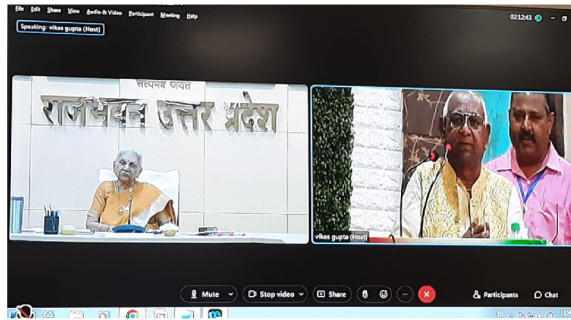 File Edit Share View Audio & Video Participant Meeting Help
02:12:43
Speaking: vikas gupta (Host)
सत्यमेव जयते
राजभवन उत्तर प्रदेश
vikas gupta (Host)
Mute
Stop video
Share
Participants
Chat